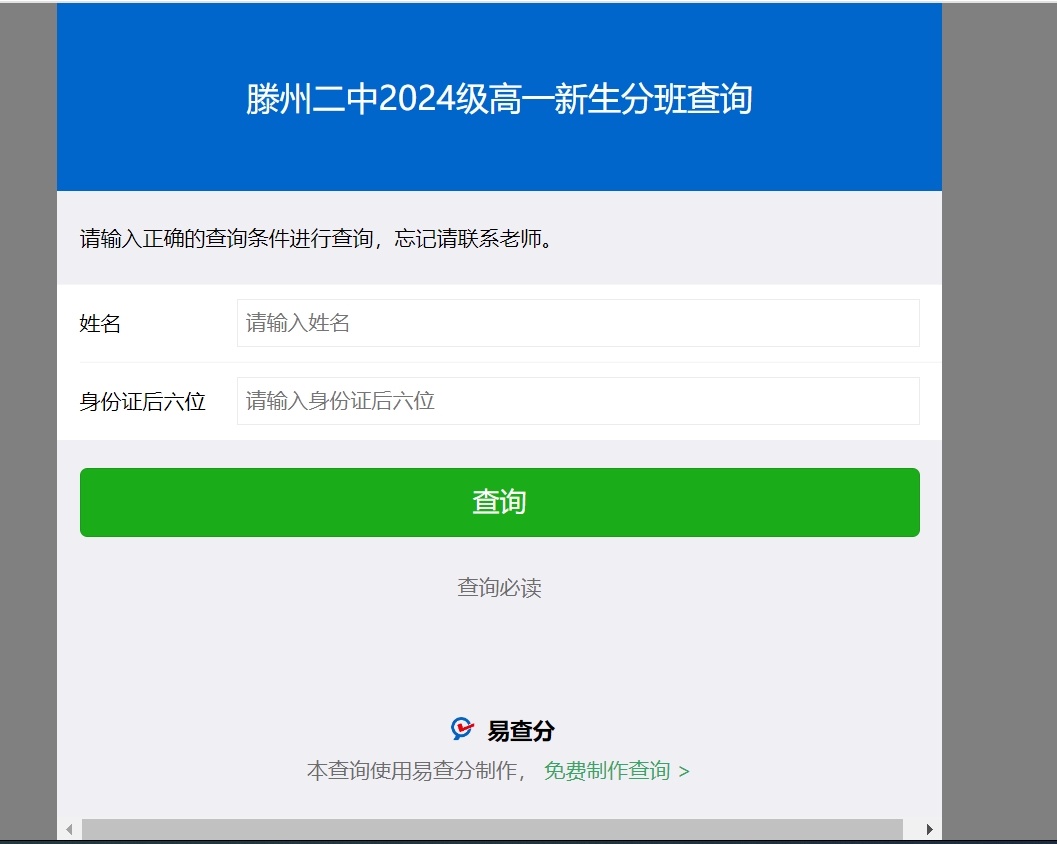 滕州二中2024级高一新生分班查询
请输入正确的查询条件进行查询，忘记请联系老师。
姓名 请输入姓名
身份证后六位 请输入身份证后六位
查询
查询必读
易查分
本查询使用易查分制作， 免费制作查询 >